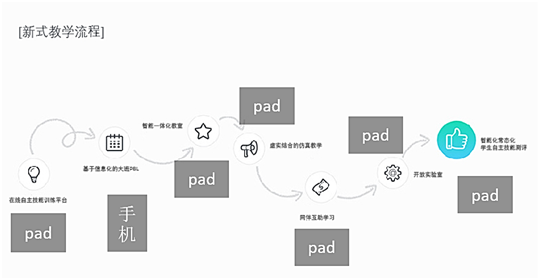 [新式教学流程]
在线自主技能训练平台
pad
基于信息化的大班PBL
手机
智能一体化教室
pad
pad
虚实结合的仿真教学
同伴互助学习
pad
pad
开放实验室
智能化常态化
学生自主技能测评
pad